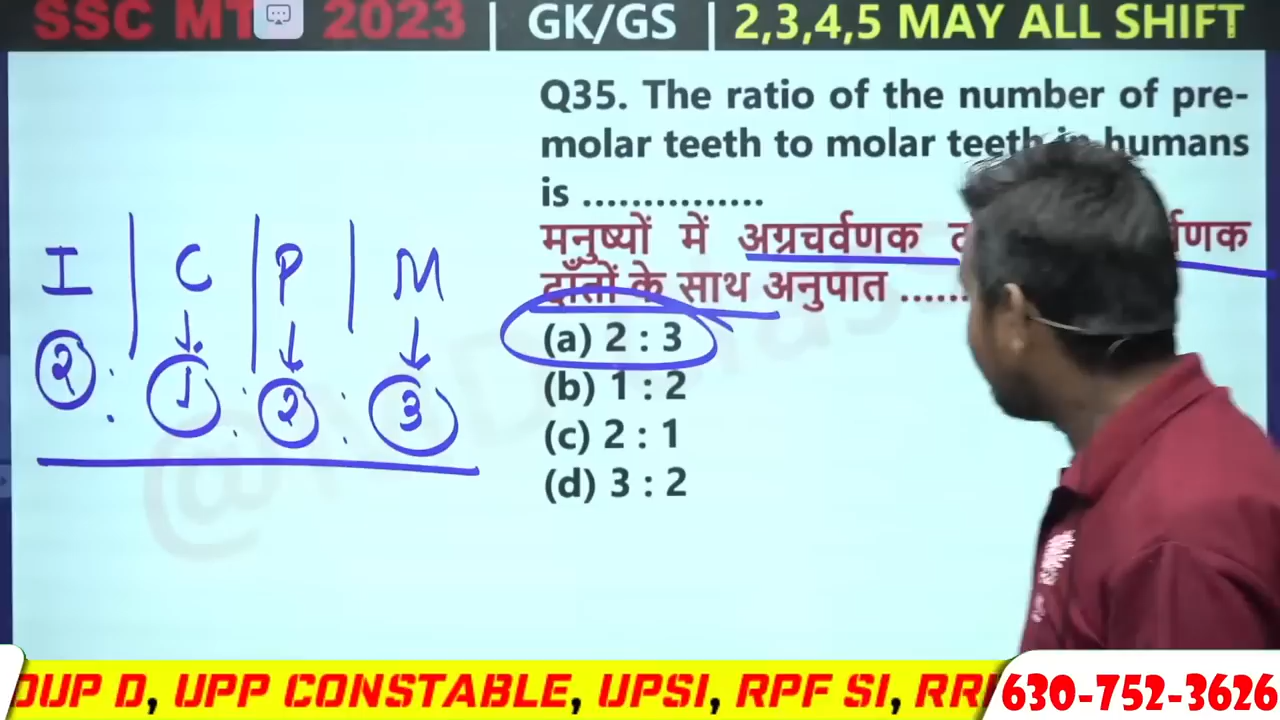 SSC MT 2023 | GK/GS | 2,3,4,5 MAY ALL SHIFT
Q35. The ratio of the number of pre-
molar teeth to molar teeth in humans
is ...............
मनुष्यों में अग्रचर्वणक
दाँतों के साथ अनुपात ......
(a) 2 : 3
(b) 1 : 2
(c) 2 : 1
(d) 3 : 2
I | C | P | M
2 : 1 : 2 : 3
D, UPP CONSTABLE, UPSI, RPF SI,
630-752-3626